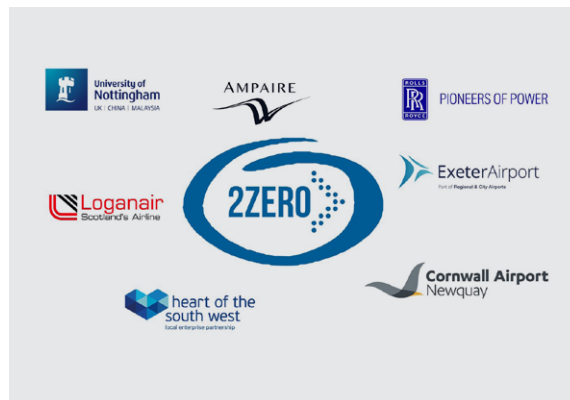 University of
Nottingham
UK | CHINA | MALAYSIA
AMPAIRE
ROLLS
RR
ROYCE
PIONEERS OF POWER
2ZERO
ExeterAirport
Part of Regional & City Airports
Loganair
Scotland's Airline
Cornwall Airport
Newquay
heart of the
south west
local enterprise partnership